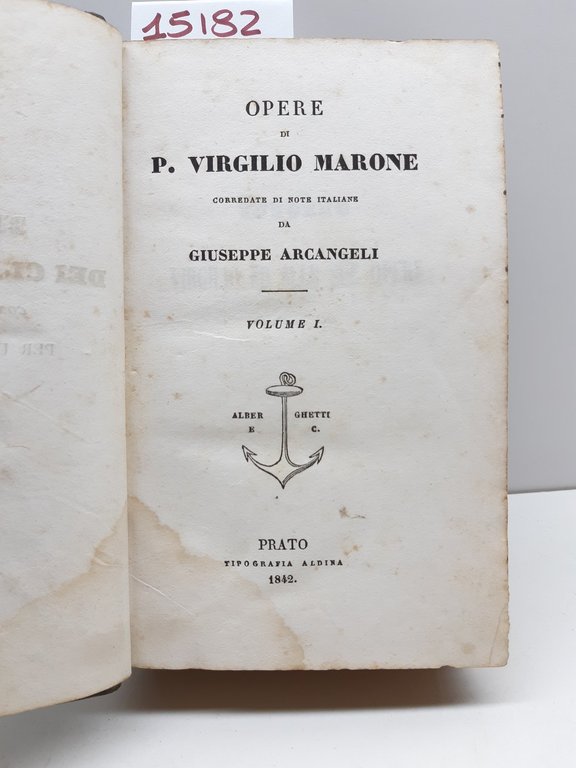 15182
OPERE
DI
P. VIRGILIO MARONE
CORREDATE DI NOTE ITALIANE
DA
GIUSEPPE ARCANGELI
VOLUME I.
ALBER GHETTI
E C.
PRATO
TIPOGRAFIA ALDINA
1842.